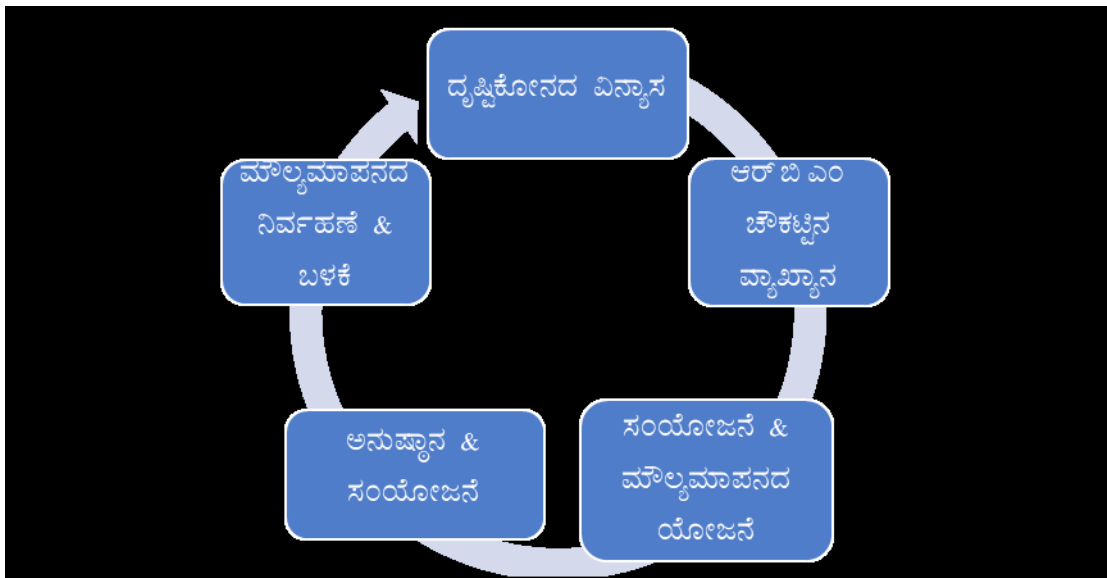 ದೃಷ್ಟಿಕೋನದ ವಿನ್ಯಾಸ
ಆರ್ ಬಿ ಎಂ
ಚೌಕಟ್ಟಿನ
ವ್ಯಾಖ್ಯಾನ
ಸಂಯೋಜನೆ &
ಮೌಲ್ಯಮಾಪನದ
ಯೋಜನೆ
ಅನುಷ್ಠಾನ &
ಸಂಯೋಜನೆ
ಮೌಲ್ಯಮಾಪನದ
ನಿರ್ವಹಣೆ &
ಬಳಕೆ